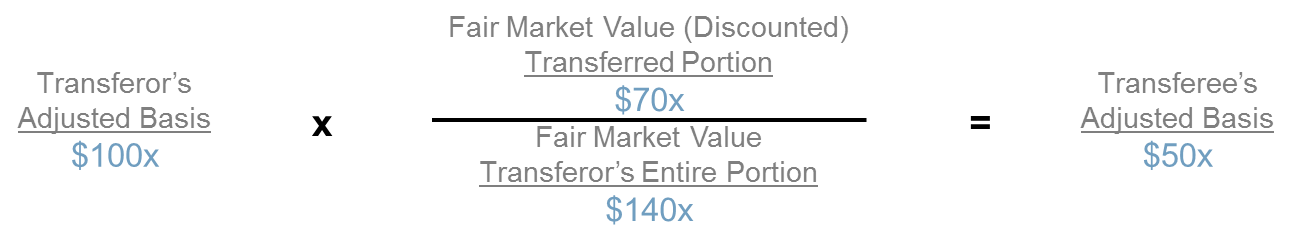 Transferor's
Adjusted Basis
$100x
x
Fair Market Value (Discounted)
Transferred Portion
$70x
Fair Market Value
Transferor's Entire Portion
$140x
=
Transferee's
Adjusted Basis
$50x